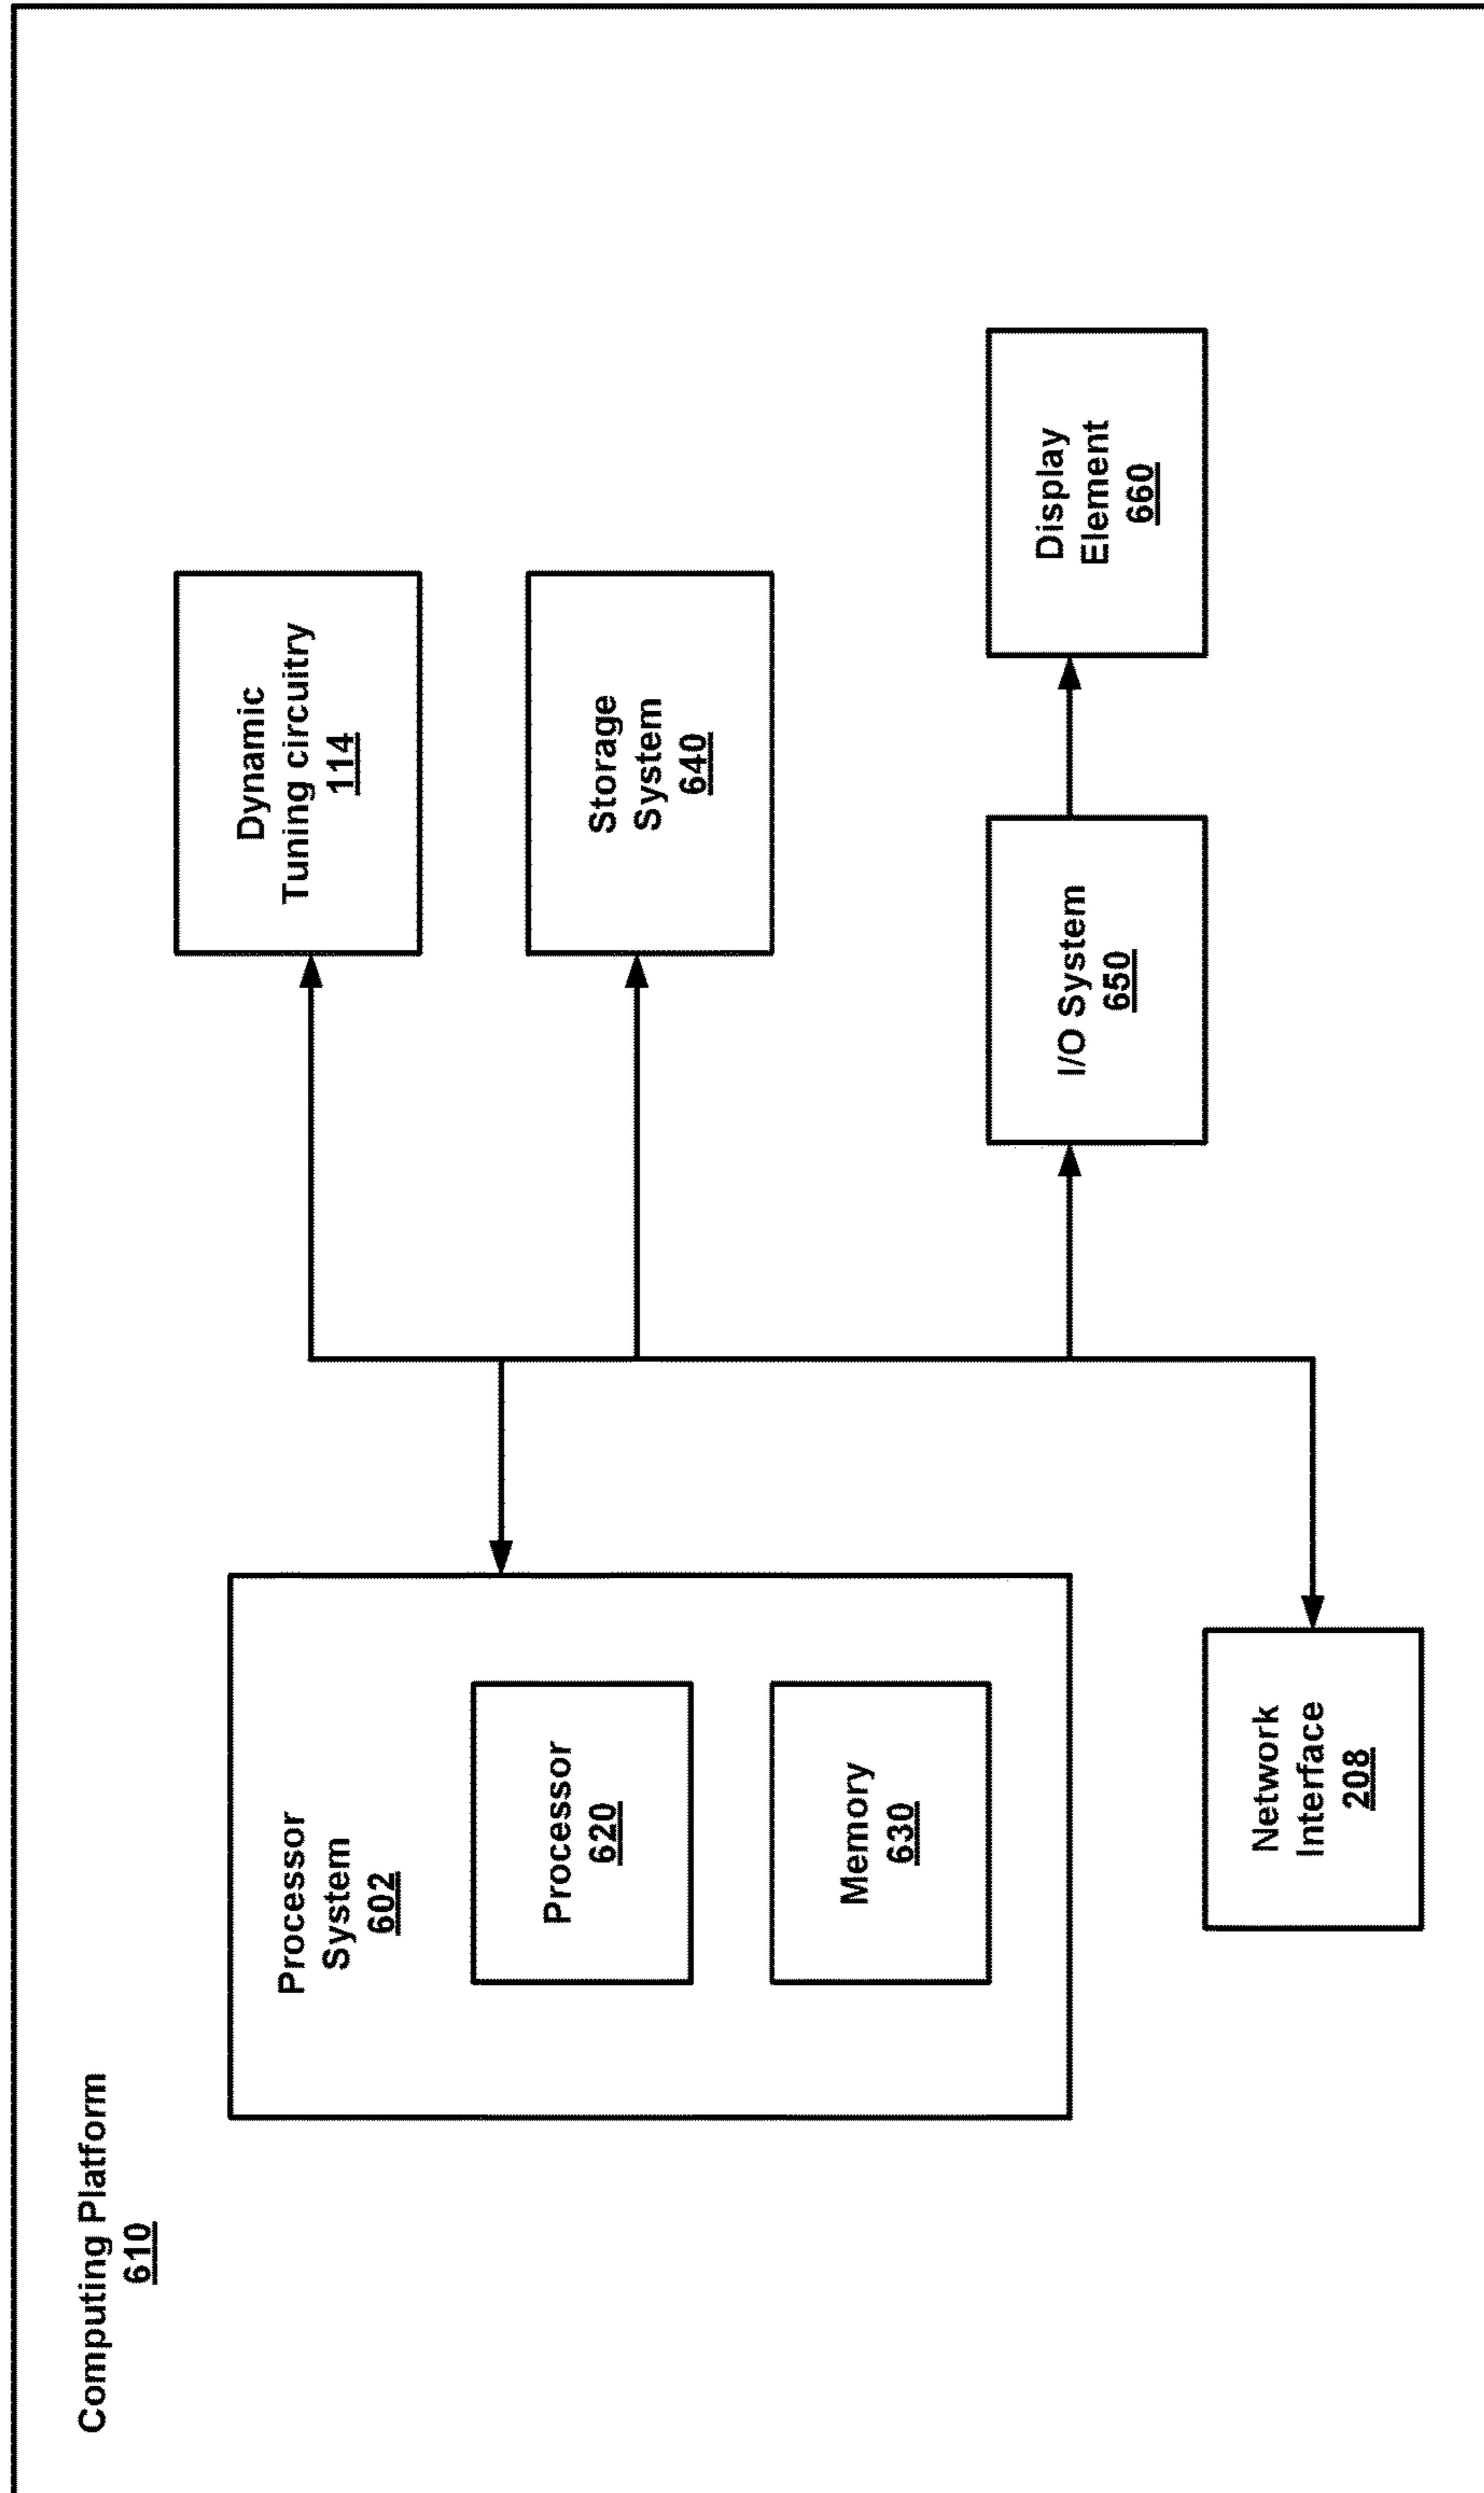 Computing Platform
610
Processor
System
602
Processor
620
Memory
630
Network
Interface
208
Dynamic
Tuning circuitry
114
Storage
System
640
I/O System
650
Display
Element
660